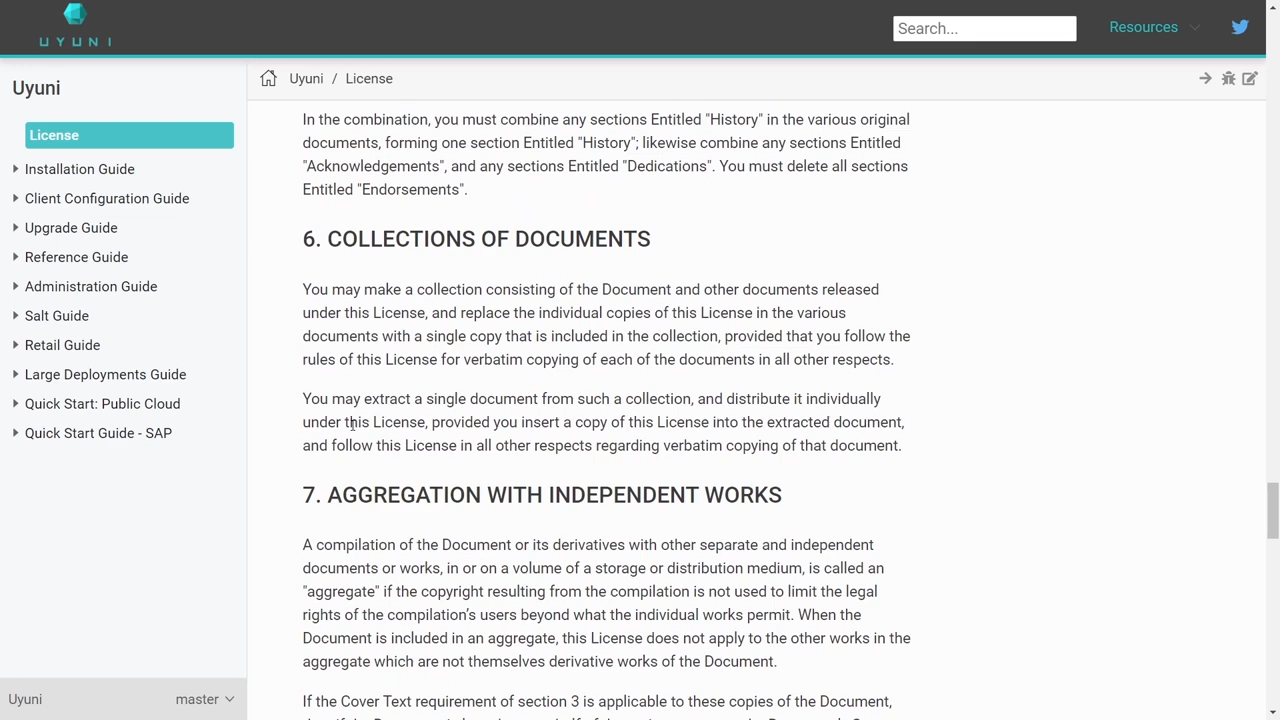 UYUNI
Search...
Resources
Uyuni
License
Installation Guide
Client Configuration Guide
Upgrade Guide
Reference Guide
Administration Guide
Salt Guide
Retail Guide
Large Deployments Guide
Quick Start: Public Cloud
Quick Start Guide - SAP
Uyuni
master
Uyuni / License
In the combination, you must combine any sections Entitled "History" in the various original
documents, forming one section Entitled "History"; likewise combine any sections Entitled
"Acknowledgements", and any sections Entitled "Dedications". You must delete all sections
Entitled "Endorsements".
6. COLLECTIONS OF DOCUMENTS
You may make a collection consisting of the Document and other documents released
under this License, and replace the individual copies of this License in the various
documents with a single copy that is included in the collection, provided that you follow the
rules of this License for verbatim copying of each of the documents in all other respects.
You may extract a single document from such a collection, and distribute it individually
under this License, provided you insert a copy of this License into the extracted document,
and follow this License in all other respects regarding verbatim copying of that document.
7. AGGREGATION WITH INDEPENDENT WORKS
A compilation of the Document or its derivatives with other separate and independent
documents or works, in or on a volume of a storage or distribution medium, is called an
"aggregate" if the copyright resulting from the compilation is not used to limit the legal
rights of the compilation's users beyond what the individual works permit. When the
Document is included in an aggregate, this License does not apply to the other works in the
aggregate which are not themselves derivative works of the Document.
If the Cover Text requirement of section 3 is applicable to these copies of the Document,